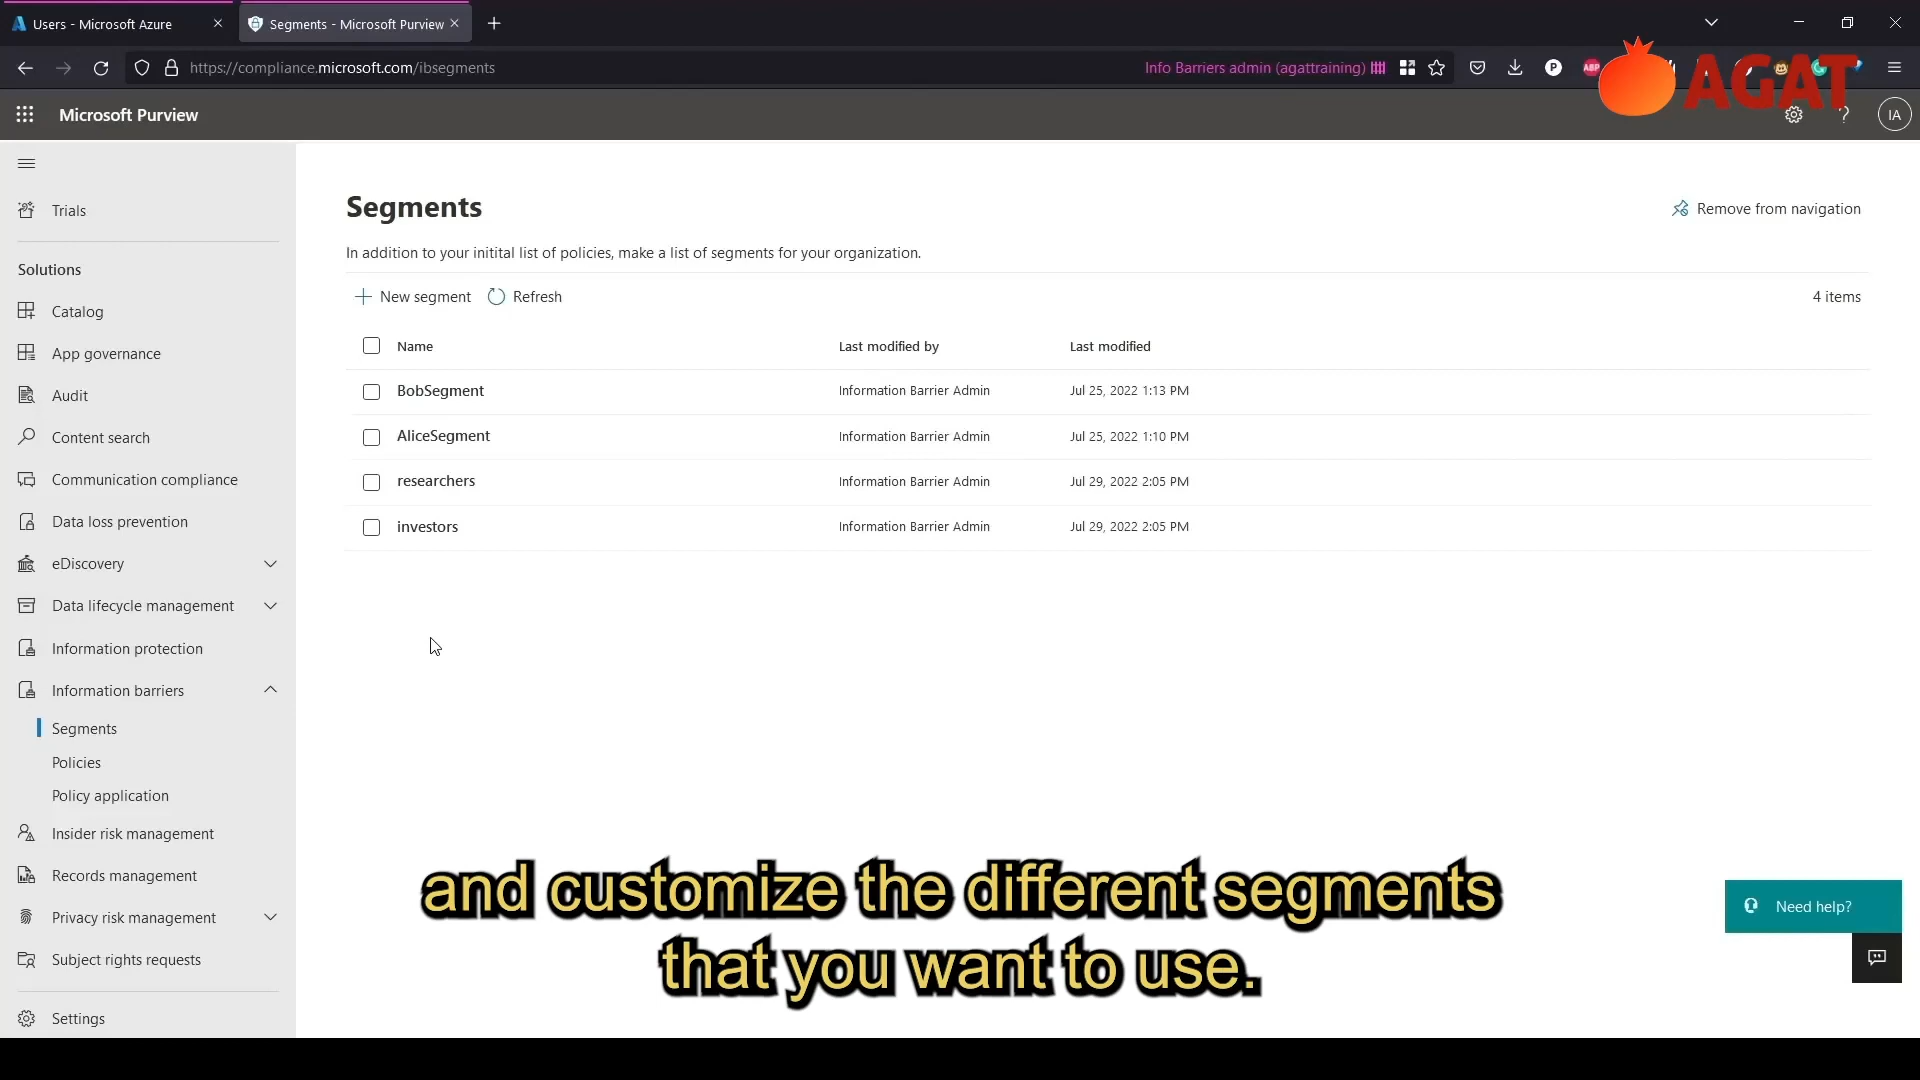 Users - Microsoft Azure
Segments - Microsoft Purview
https://compliance.microsoft.com/ibsegments
Info Barriers admin (agattraining)
P
ABP
AGAT
Microsoft Purview
?
IA
Trials
Solutions
Catalog
App governance
Audit
Content search
Communication compliance
Data loss prevention
eDiscovery
Data lifecycle management
Information protection
Information barriers
Segments
Policies
Policy application
Insider risk management
Records management
Privacy risk management
Subject rights requests
Settings
Segments
Remove from navigation
In addition to your initital list of policies, make a list of segments for your organization.
New segment
Refresh
4 items
Name Last modified by Last modified
BobSegment Information Barrier Admin Jul 25, 2022 1:13 PM
AliceSegment Information Barrier Admin Jul 25, 2022 1:10 PM
researchers Information Barrier Admin Jul 29, 2022 2:05 PM
investors Information Barrier Admin Jul 29, 2022 2:05 PM
and customize the different segments
that you want to use.
Need help?